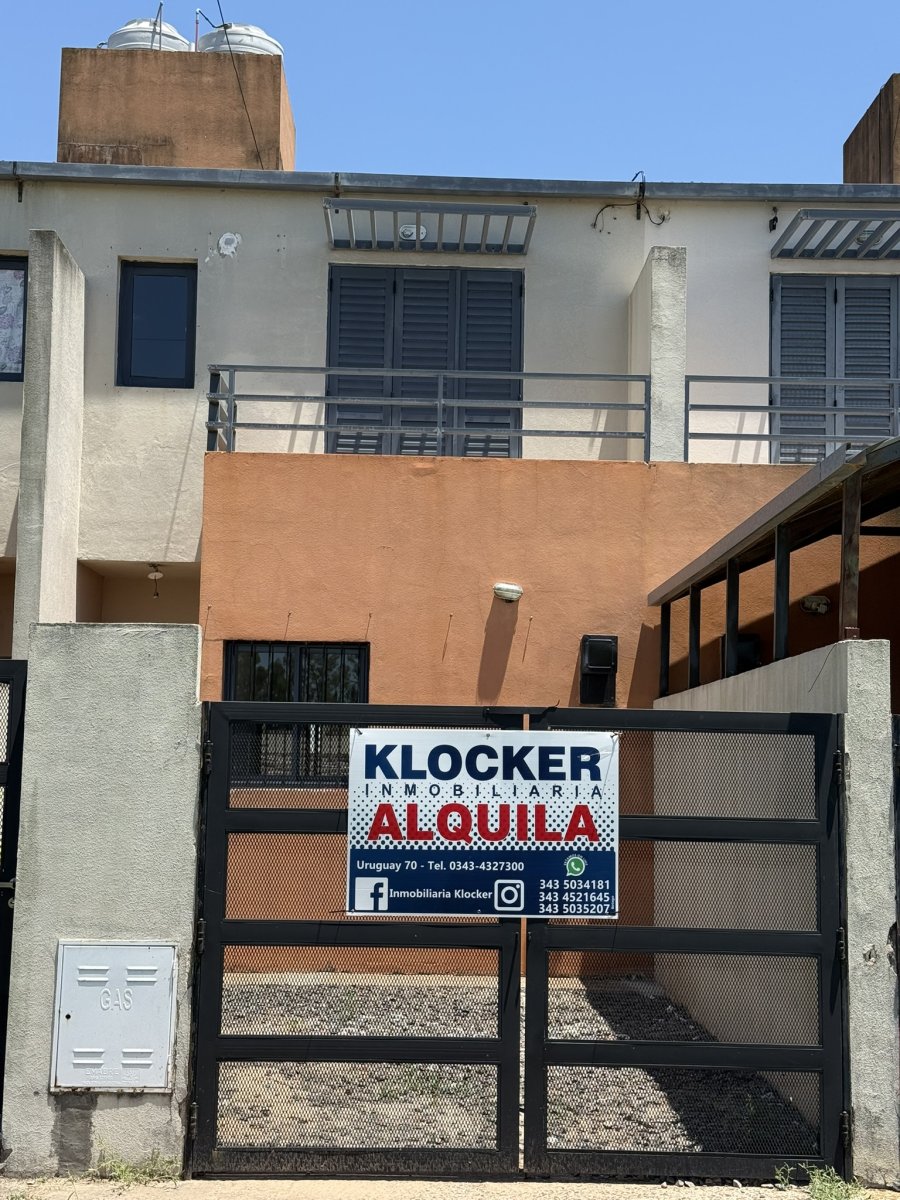 KLOCKER
INMOBILIARIA
ALQUILA
Uruguay 70 - Tel. 0343-4327300
Inmobiliaria Klocker
343 5034181
343 4521645
343 5035207
GAS